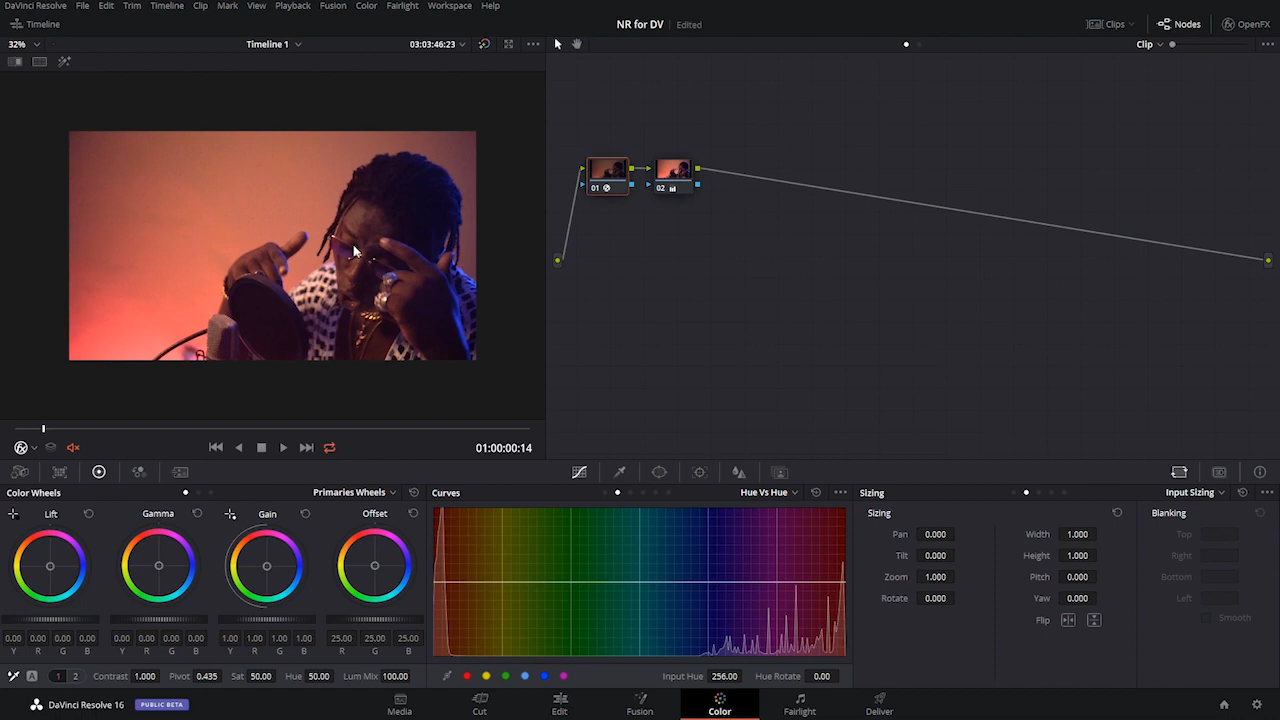 DaVinci Resolve File Edit Trim Timeline Clip Mark View Playback Fusion Color Fairlight Workspace Help
Timeline NR for DV Edited Clips Nodes OpenFX
32% Timeline 1 03:03:46:23 Clip
01 02
01:00:00:14
Color Wheels Primaries Wheels Curves Hue Vs Hue Sizing Input Sizing
Lift Gamma Gain Offset Sizing Blanking
Pan 0.000 Width 1.000 Top
Tilt 0.000 Height 1.000 Right
Zoom 1.000 Pitch 0.000 Bottom
Rotate 0.000 Yaw 0.000 Left
Flip Smooth
0.00 0.00 0.00 0.00 0.00 0.00 0.00 0.00 1.00 1.00 1.00 1.00 25.00 25.00 25.00
Y R G B Y R G B Y R G B R G B
A 1 2 Contrast 1.000 Pivot 0.435 Sat 50.00 Hue 50.00 Lum Mix 100.00 Input Hue 256.00 Hue Rotate 0.00
DaVinci Resolve 16 PUBLIC BETA Media Cut Edit Fusion Color Fairlight Deliver